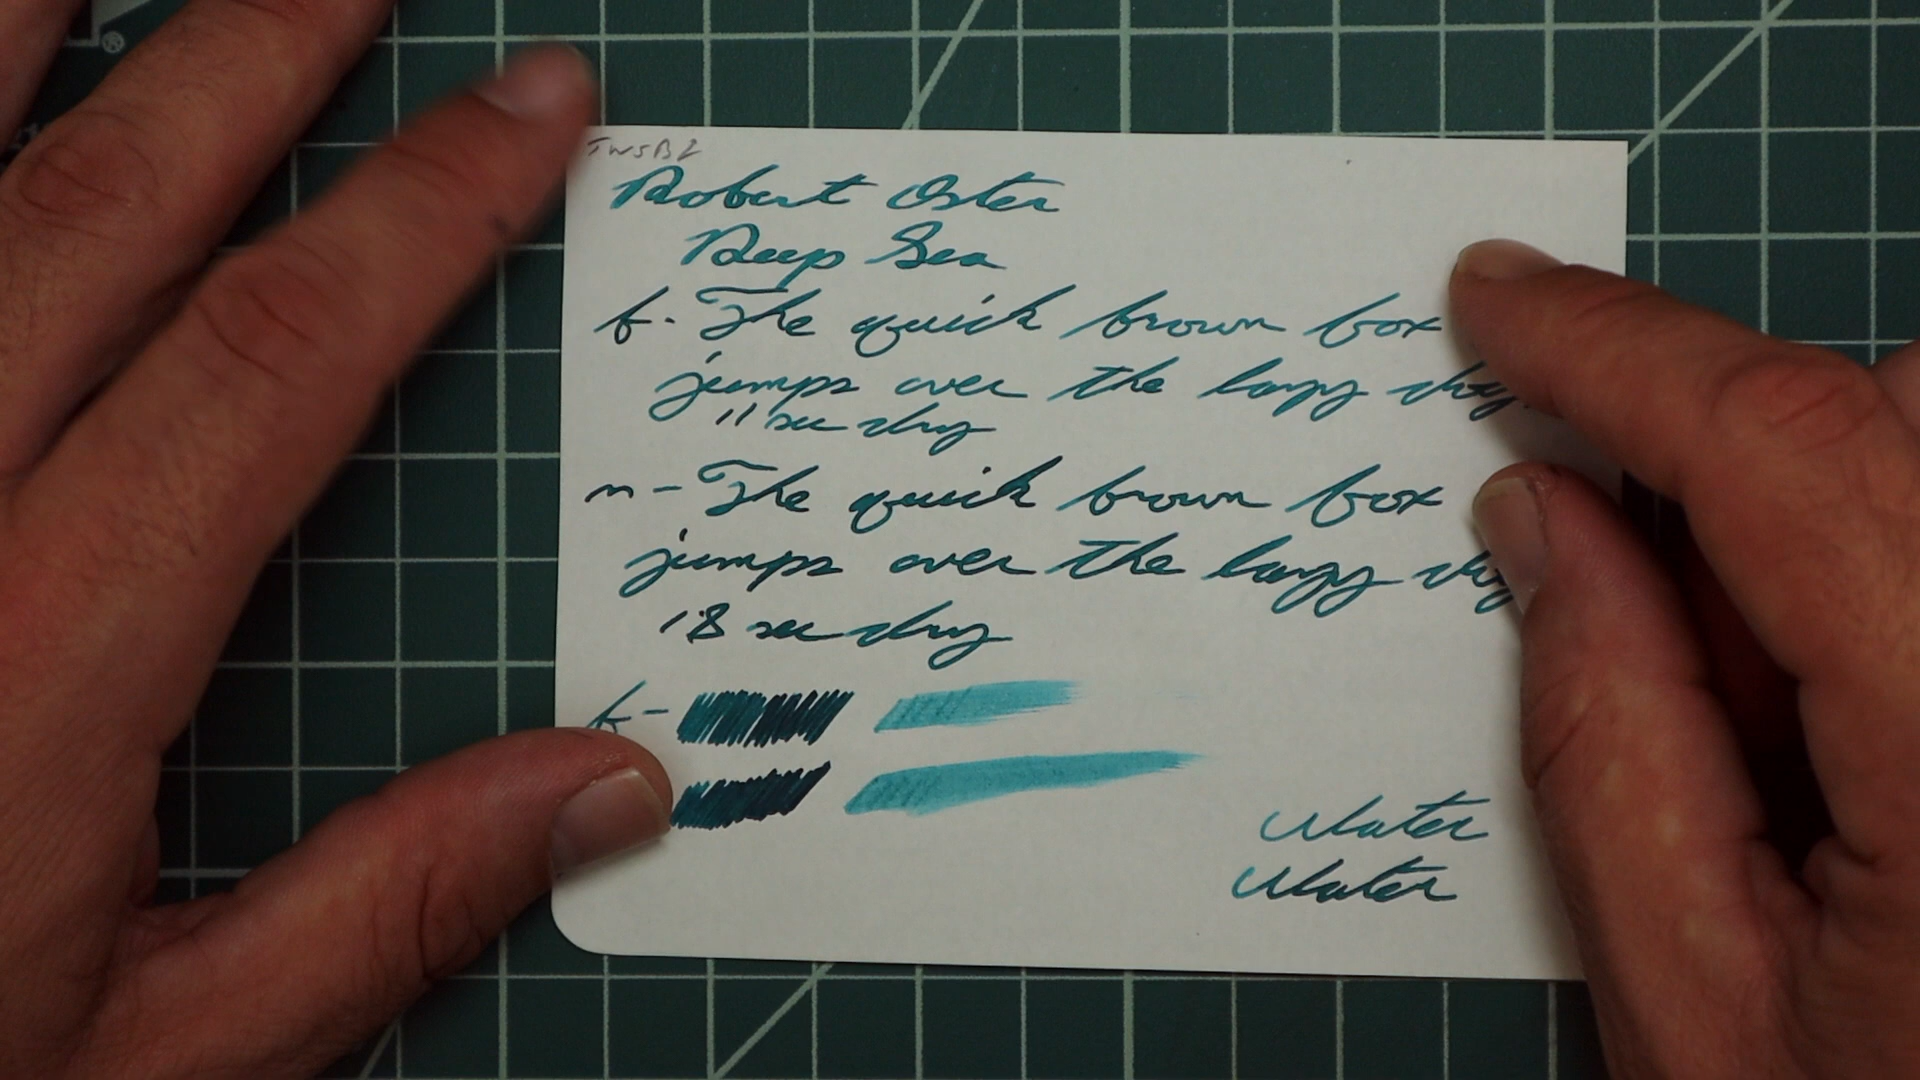 ®
TWSBI
Robert Oster
Deep Sea
f. The quick brown fox
jumps over the lazy dog.
11 sec dry
m - The quick brown fox
jumps over the lazy dog
18 sec dry
f -
Water
Water